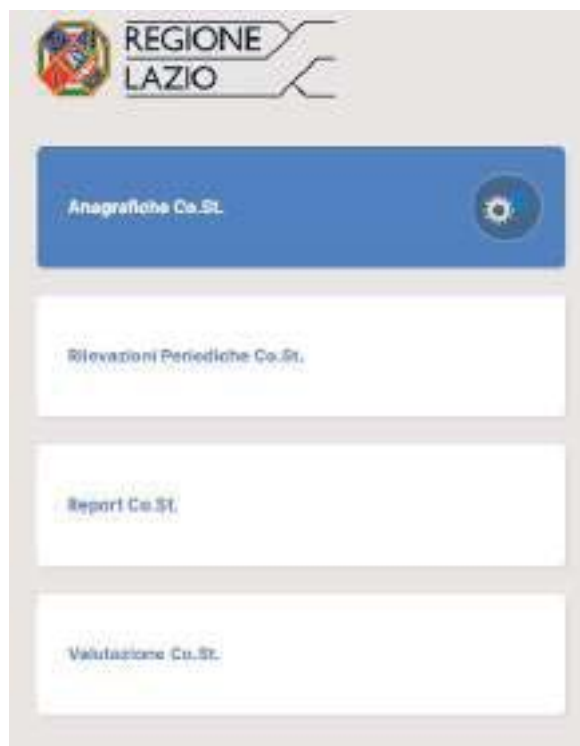 REGIONE
LAZIO
Anagrafiche Co.St.
Rilevazioni Periodiche Co.St.
Report Co.St.
Valutazione Co.St.